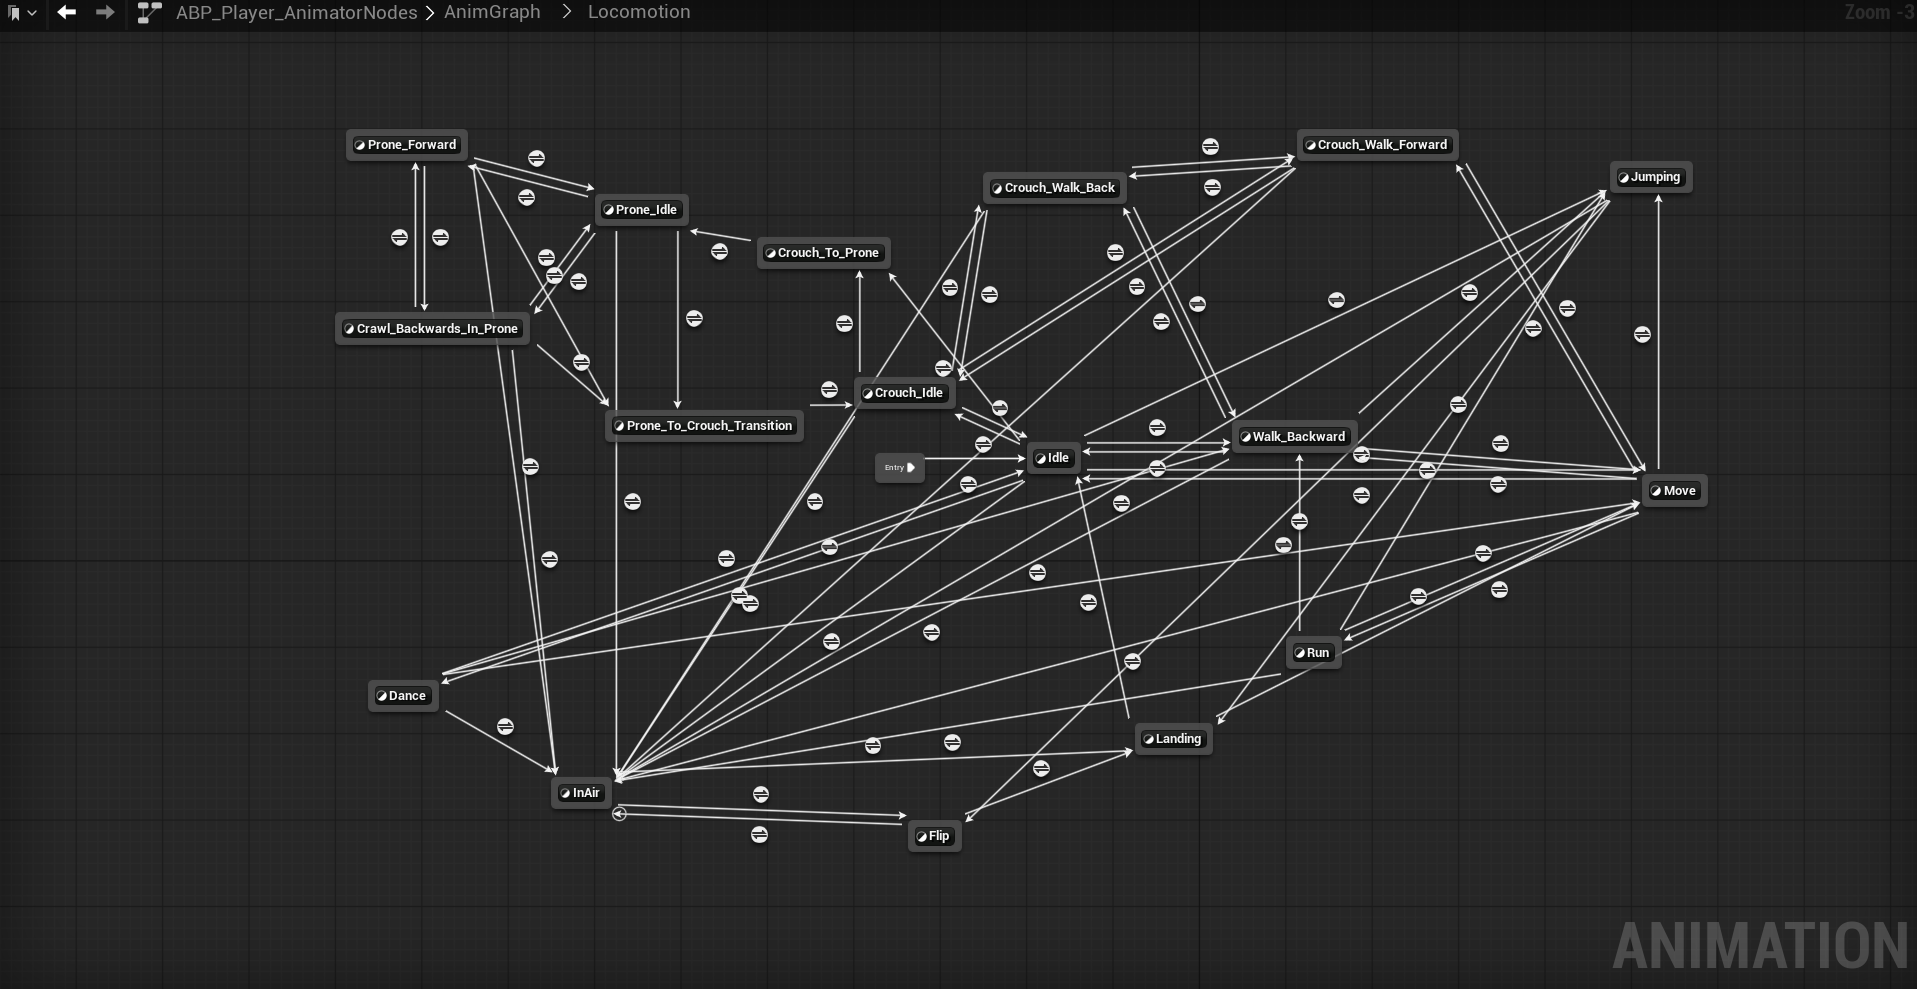 ABP_Player_AnimatorNodes > AnimGraph > Locomotion
Zoom -3
Prone_Forward
Crouch_Walk_Forward
Jumping
Crouch_Walk_Back
Prone_Idle
Crouch_To_Prone
Crawl_Backwards_In_Prone
Crouch_Idle
Prone_To_Crouch_Transition
Walk_Backward
Idle
Entry
Move
Run
Dance
Landing
InAir
Flip
ANIMATION